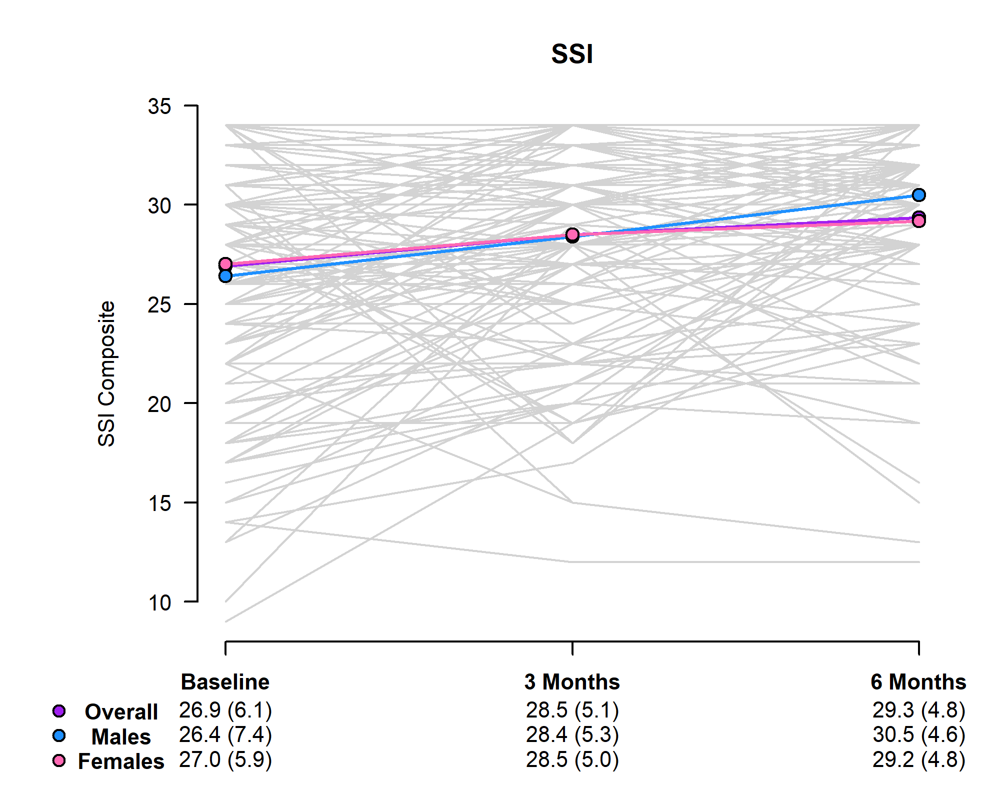 SSI
35
30
25
20
15
10
SSI Composite
Baseline 3 Months 6 Months
Overall 26.9 (6.1) 28.5 (5.1) 29.3 (4.8)
Males 26.4 (7.4) 28.4 (5.3) 30.5 (4.6)
Females 27.0 (5.9) 28.5 (5.0) 29.2 (4.8)